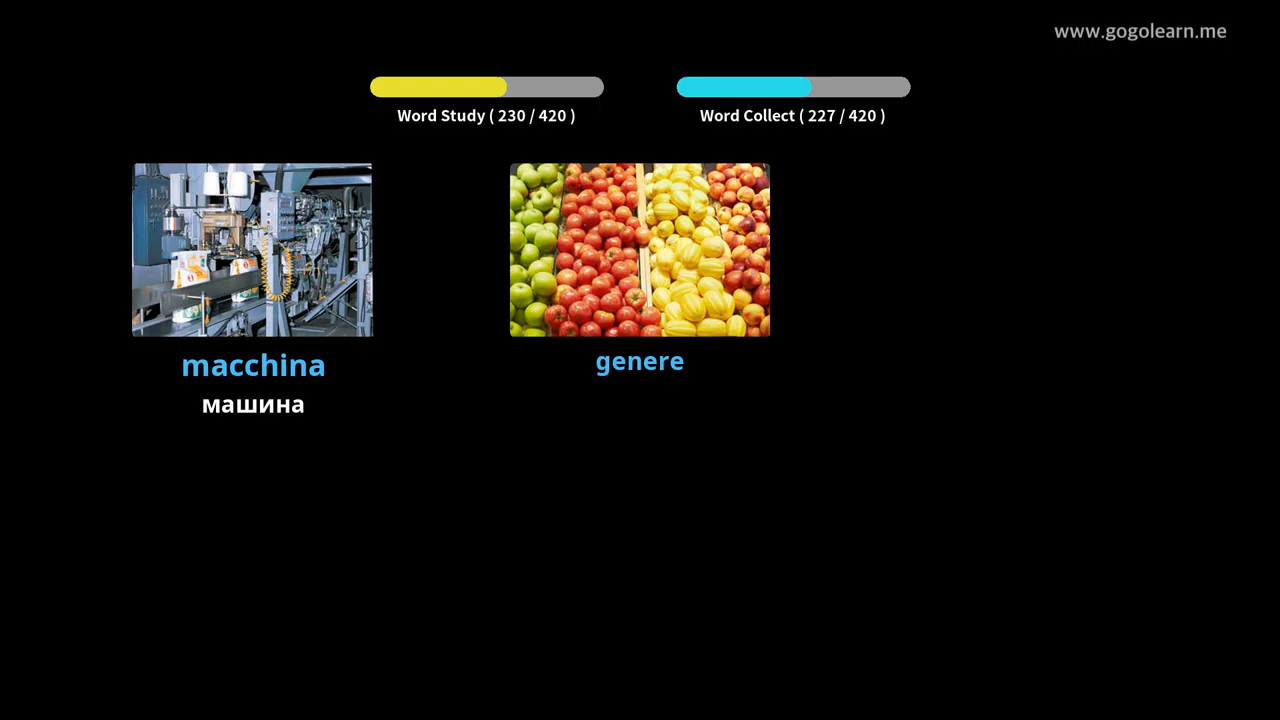 www.gogolearn.me
Word Study ( 230 / 420 )
Word Collect ( 227 / 420 )
macchina
машина
genere